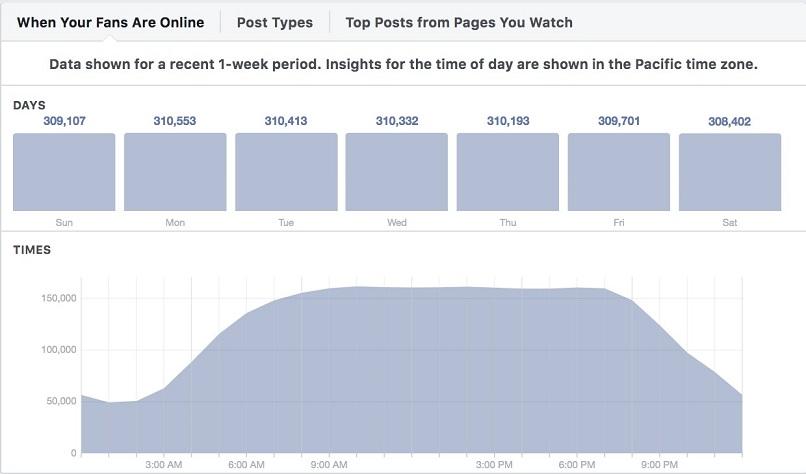 When Your Fans Are Online Post Types Top Posts from Pages You Watch
Data shown for a recent 1-week period. Insights for the time of day are shown in the Pacific time zone.
DAYS
309,107 310,553 310,413 310,332 310,193 309,701 308,402
Sun Mon Tue Wed Thu Fri Sat
TIMES
150,000
100,000
50,000
0
3:00 AM 6:00 AM 9:00 AM 3:00 PM 6:00 PM 9:00 PM